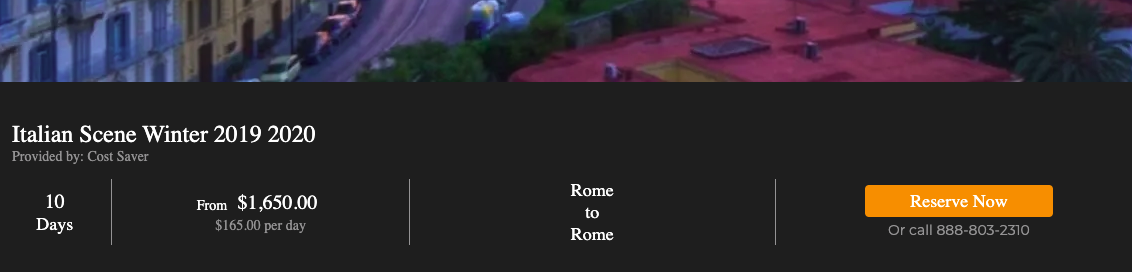 Italian Scene Winter 2019 2020
Provided by: Cost Saver
10
Days
From $1,650.00
$165.00 per day
Rome
to
Rome
Reserve Now
Or call 888-803-2310